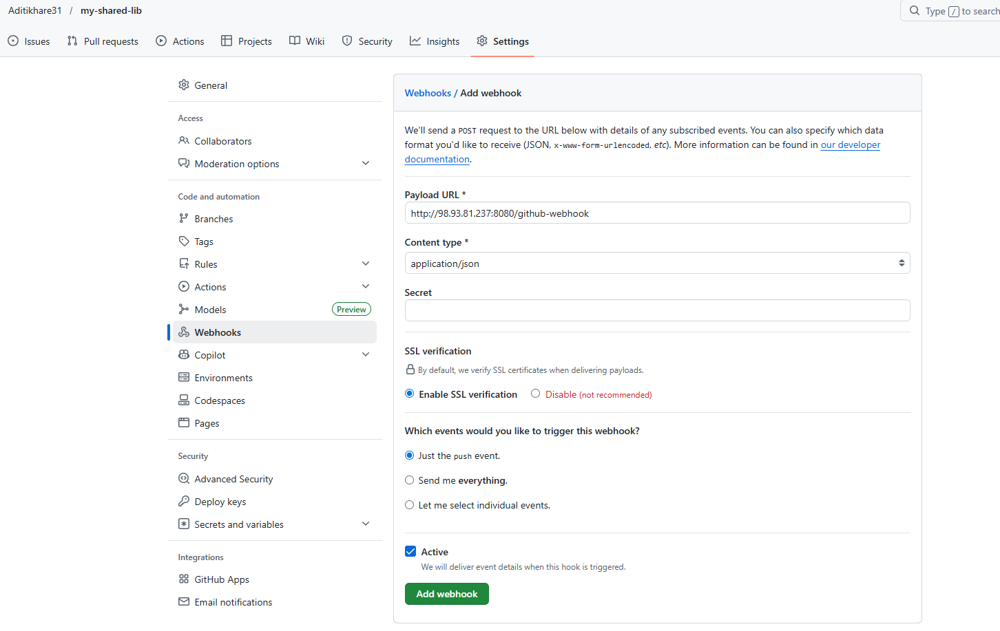 Aditikhare31 / my-shared-lib
Type / to search
Issues Pull requests Actions Projects Wiki Security Insights Settings
General
Access
Collaborators
Moderation options
Code and automation
Branches
Tags
Rules
Actions
Models Preview
Webhooks
Copilot
Environments
Codespaces
Pages
Security
Advanced Security
Deploy keys
Secrets and variables
Integrations
GitHub Apps
Email notifications
Webhooks / Add webhook
We'll send a POST request to the URL below with details of any subscribed events. You can also specify which data
format you'd like to receive (JSON, x-www-form-urlencoded, etc). More information can be found in our developer
documentation.
Payload URL *
http://98.93.81.237:8080/github-webhook
Content type *
application/json
Secret
SSL verification
By default, we verify SSL certificates when delivering payloads.
Enable SSL verification Disable (not recommended)
Which events would you like to trigger this webhook?
Just the push event.
Send me everything.
Let me select individual events.
Active
We will deliver event details when this hook is triggered.
Add webhook